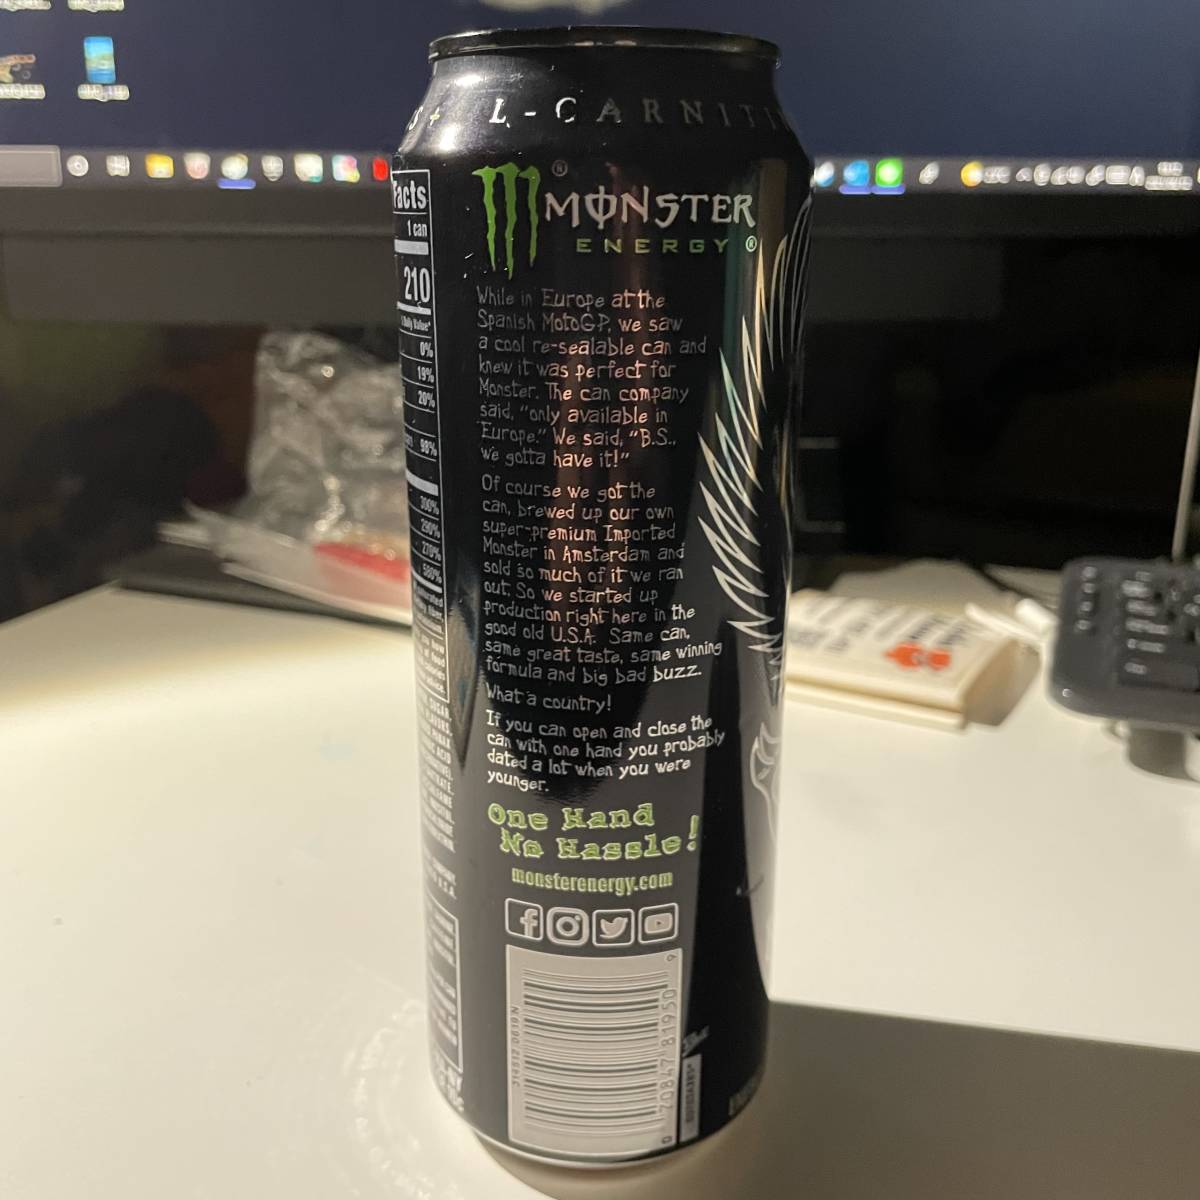 L-CARNITI
Facts
1 can
210
0%
19%
20%
98%
300%
290%
270%
580%
MONSTER
ENERGY
While in Europe at the
Spanish MotoGP, we saw
a cool re-sealable can and
knew it was perfect for
Monster. The can company
said, "only available in
Europe." We said, "B.S.,
we gotta have it!"
Of course we got the
can, brewed up our own
super-premium Imported
Monster in Amsterdam and
sold so much of it we ran
out. So we started up
production right here in the
good old U.S.A. Same can,
same great taste, same winning
formula and big bad buzz.
What a country!
If you can open and close the
can with one hand you probably
dated a lot when you were
younger.
One Hand
No Hassle!
monsterenergy.com
0 70847 81950 9